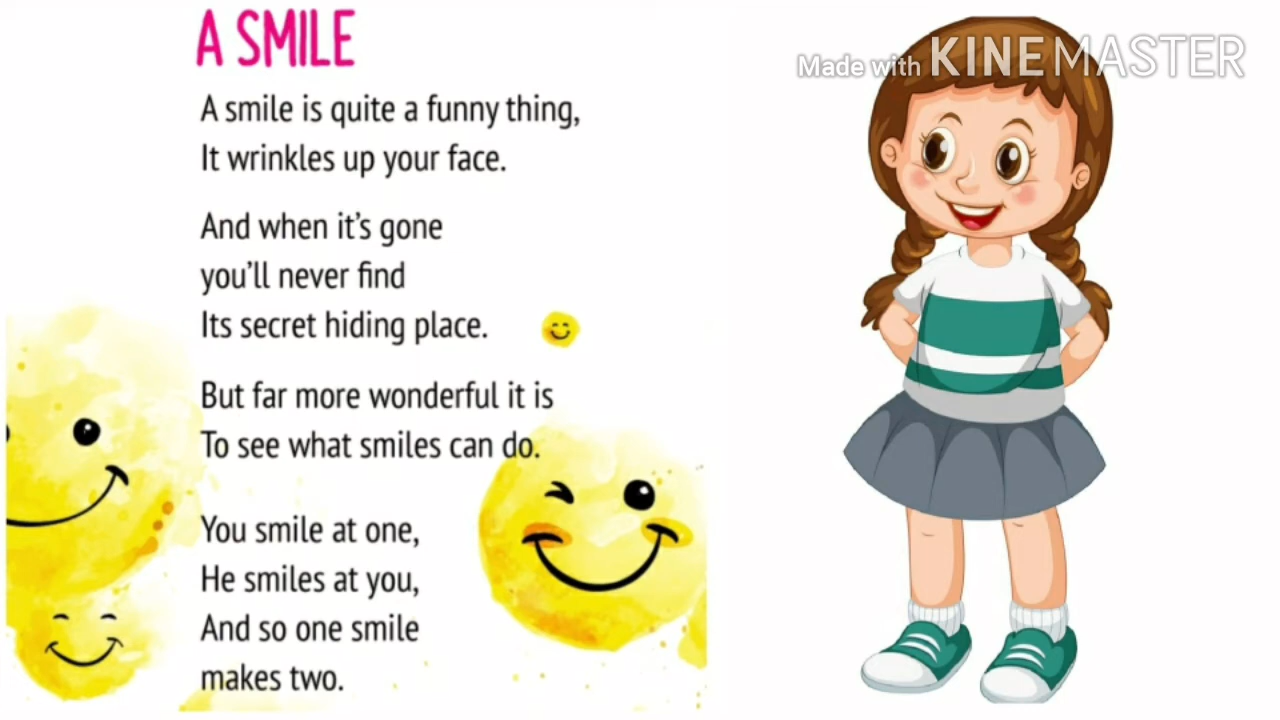 A SMILE
A smile is quite a funny thing,
It wrinkles up your face.
And when it's gone
you'll never find
Its secret hiding place.
But far more wonderful it is
To see what smiles can do.
You smile at one,
He smiles at you,
And so one smile
makes two.
Made with KINEMASTER